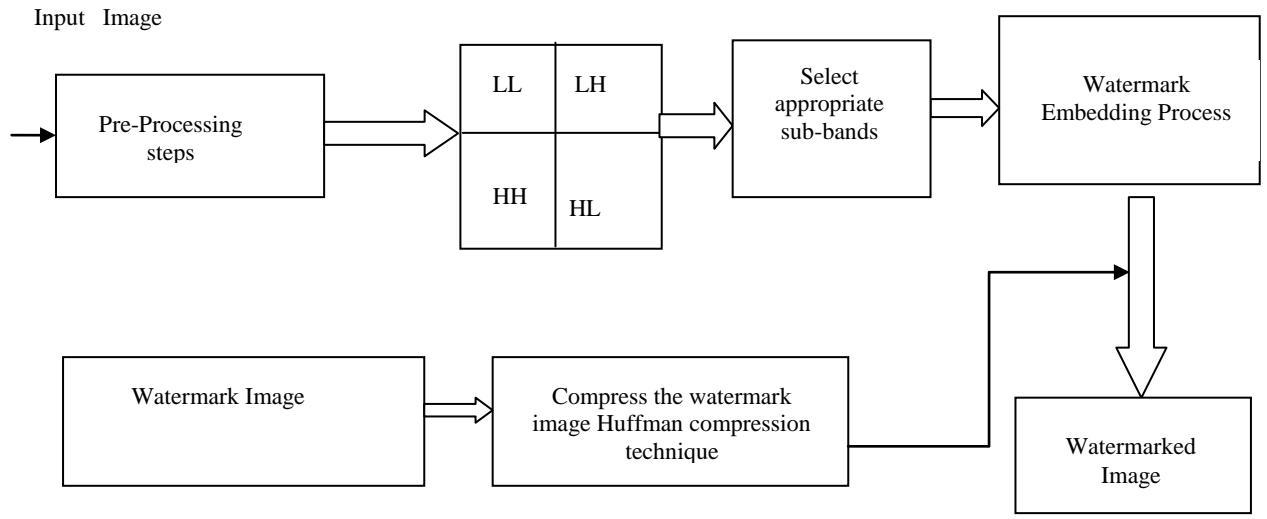 Input Image
Pre-Processing
steps
LL
LH
HH
HL
Select
appropriate
sub-bands
Watermark
Embedding Process
Watermark Image
Compress the watermark
image Huffman compression
technique
Watermarked
Image